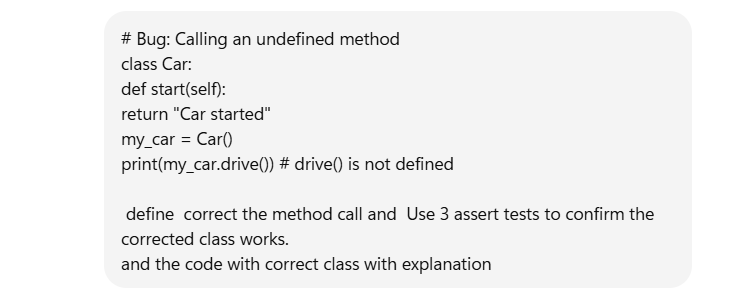 # Bug: Calling an undefined method
class Car:
def start(self):
return "Car started"
my_car = Car()
print(my_car.drive()) # drive() is not defined
define  correct the method call and  Use 3 assert tests to confirm the
corrected class works.
and the code with correct class with explanation